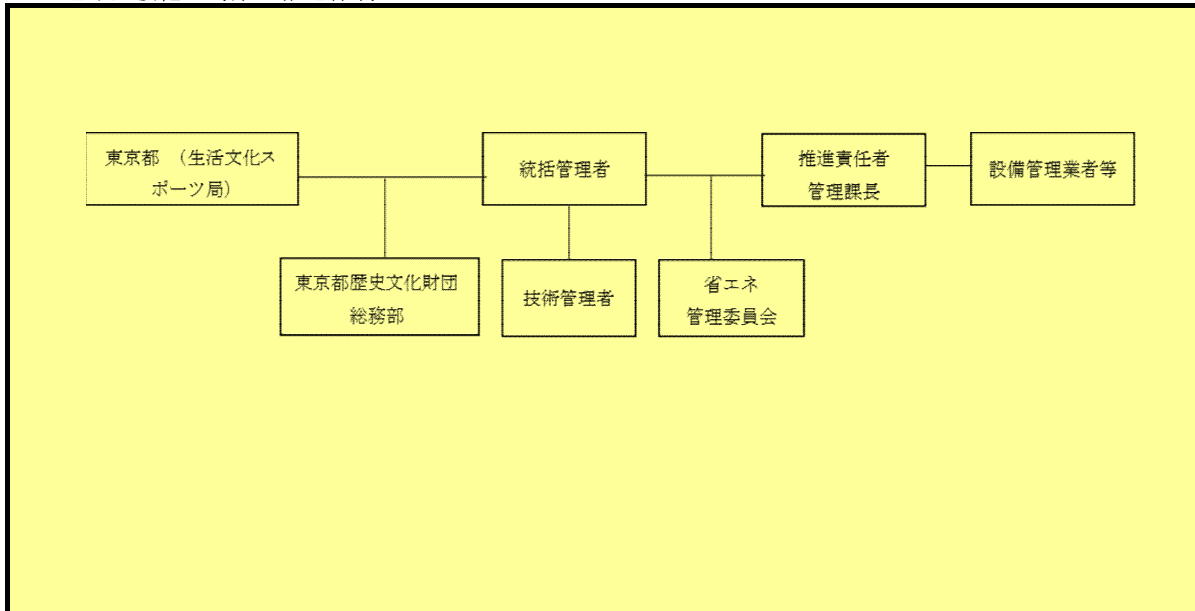 東京都 （生活文化ス
ポーツ局）
統括管理者
推進責任者
管理課長
設備管理業者等
東京都歴史文化財団
総務部
技術管理者
省エネ
管理委員会